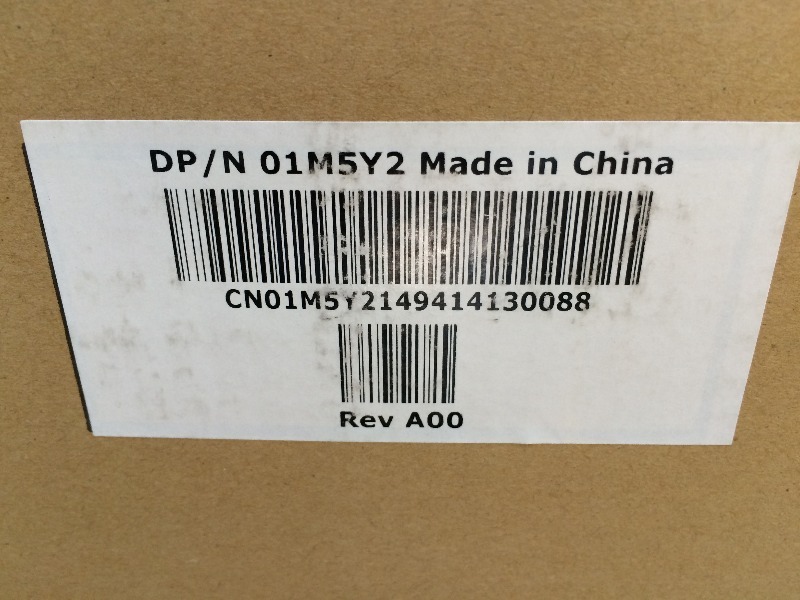 DP/N 01M5Y2 Made in China
CN01M5Y2149414130088
Rev A00